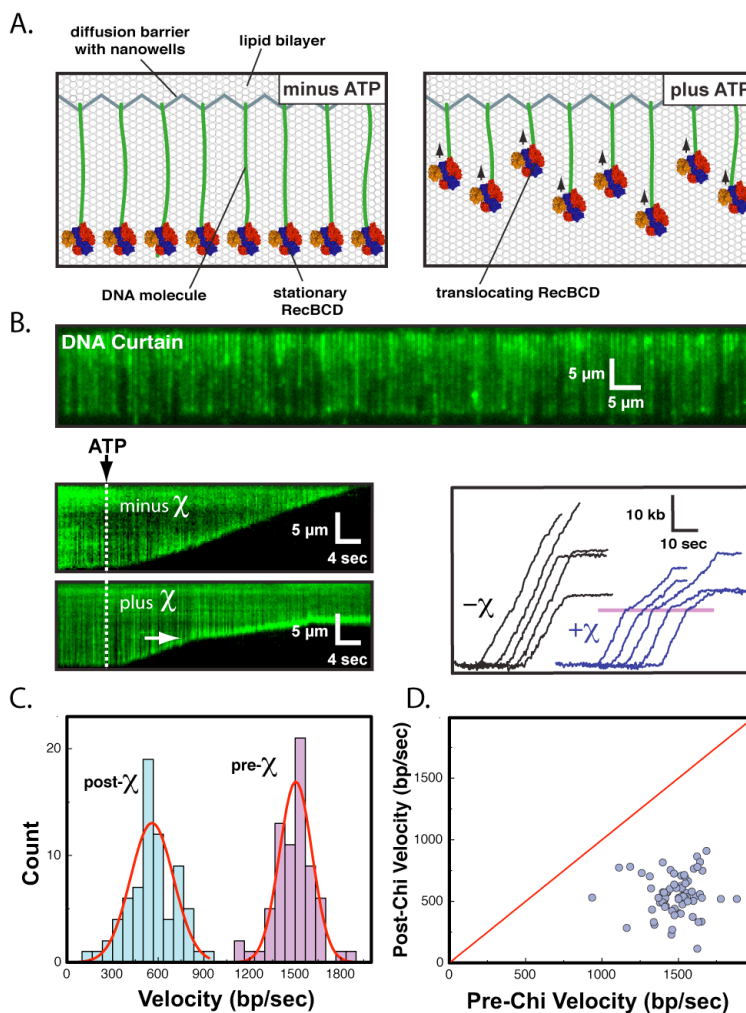 A.
diffusion barrier
with nanowells
lipid bilayer
minus ATP
plus ATP
DNA molecule
stationary
RecBCD
translocating RecBCD
B.
DNA Curtain
5 μm
5 μm
ATP
minus χ
5 μm
4 sec
plus χ
5 μm
4 sec
10 kb
10 sec
−χ
+χ
C.
20
10
0
Count
post-χ
pre-χ
0 300 600 900 1200 1500 1800
Velocity (bp/sec)
D.
Post-Chi Velocity (bp/sec)
1500
1000
500
0
0 500 1000 1500
Pre-Chi Velocity (bp/sec)